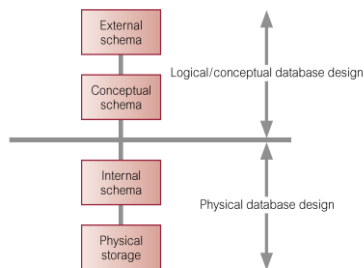 External
schema
Logical/conceptual database design
Conceptual
schema
Internal
schema
Physical database design
Physical
storage